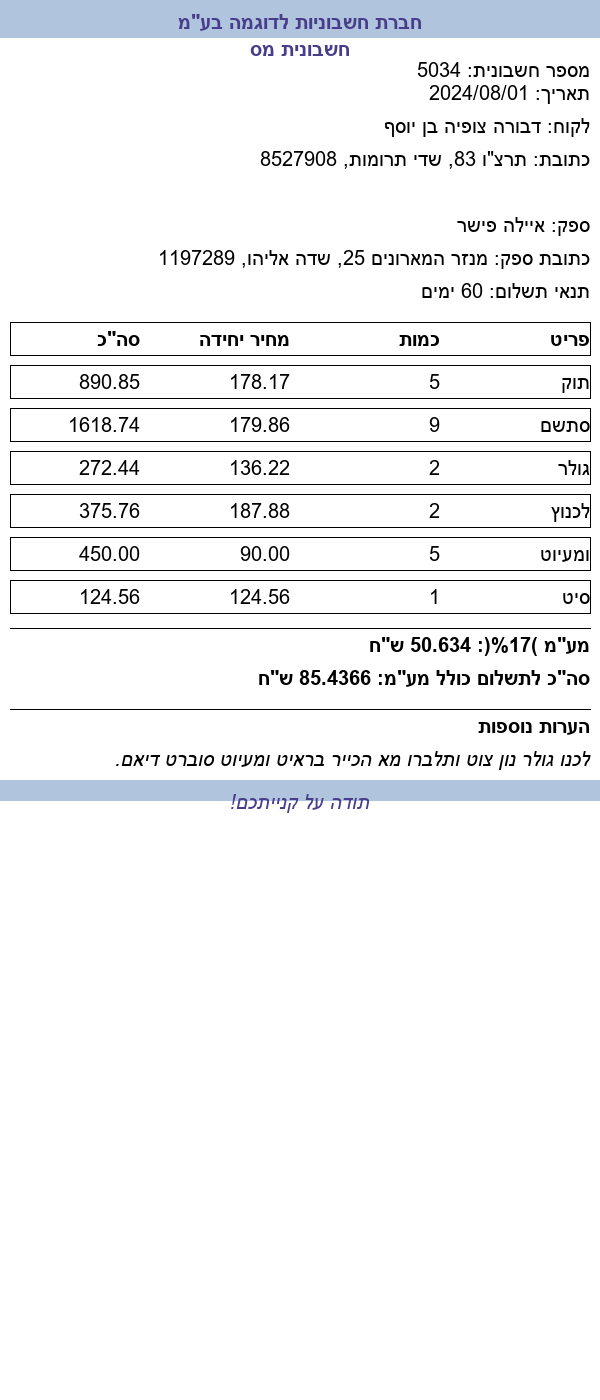 חברת חשבוניות לדוגמה בע"מ
חשבונית מס
מספר חשבונית: 5034
תאריך: 2024/08/01
לקוח: דבורה צופיה בן יוסף
כתובת: תרצ"ו 83, שדי תרומות, 8527908
ספק: איילה פישר
כתובת ספק: מנזר המארונים 25, שדה אליהו, 1197289
תנאי תשלום: 60 ימים
פריט כמות מחיר יחידה סה"כ
תוק 5 178.17 890.85
סתשם 9 179.86 1618.74
גולר 2 136.22 272.44
לכנוץ 2 187.88 375.76
ומעיוט 5 90.00 450.00
סיט 1 124.56 124.56
מע"מ )17%(: 50.634 ש"ח
סה"כ לתשלום כולל מע"מ: 85.4366 ש"ח
הערות נוספות
לכנו גולר נון צוט ותלברו מא הכייר בראיט ומעיוט סוברט דיאם.
תודה על קנייתכם!